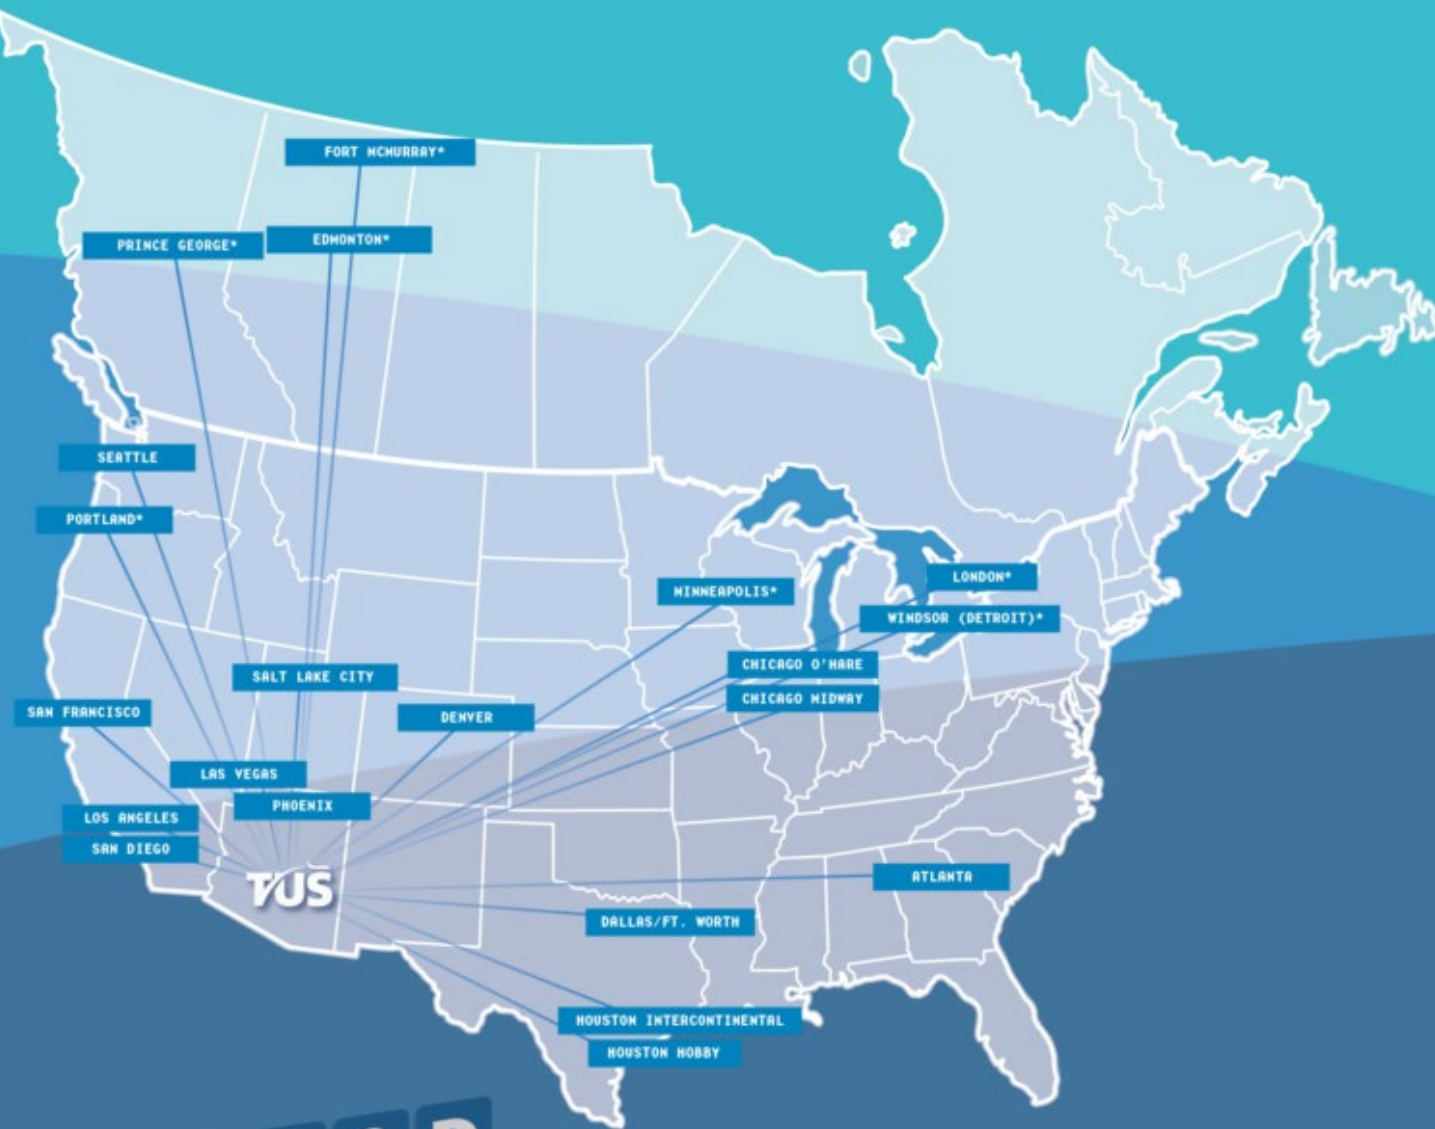 FORT MCMURRAY*
PRINCE GEORGE*
EDMONTON*
SEATTLE
PORTLAND*
LONDON*
MINNEAPOLIS*
WINDSOR (DETROIT)*
CHICAGO O'HARE
SALT LAKE CITY
CHICAGO MIDWAY
SAN FRANCISCO
DENVER
LAS VEGAS
PHOENIX
LOS ANGELES
SAN DIEGO
TUS
ATLANTA
DALLAS/FT. WORTH
HOUSTON INTERCONTINENTAL
HOUSTON HOBBY